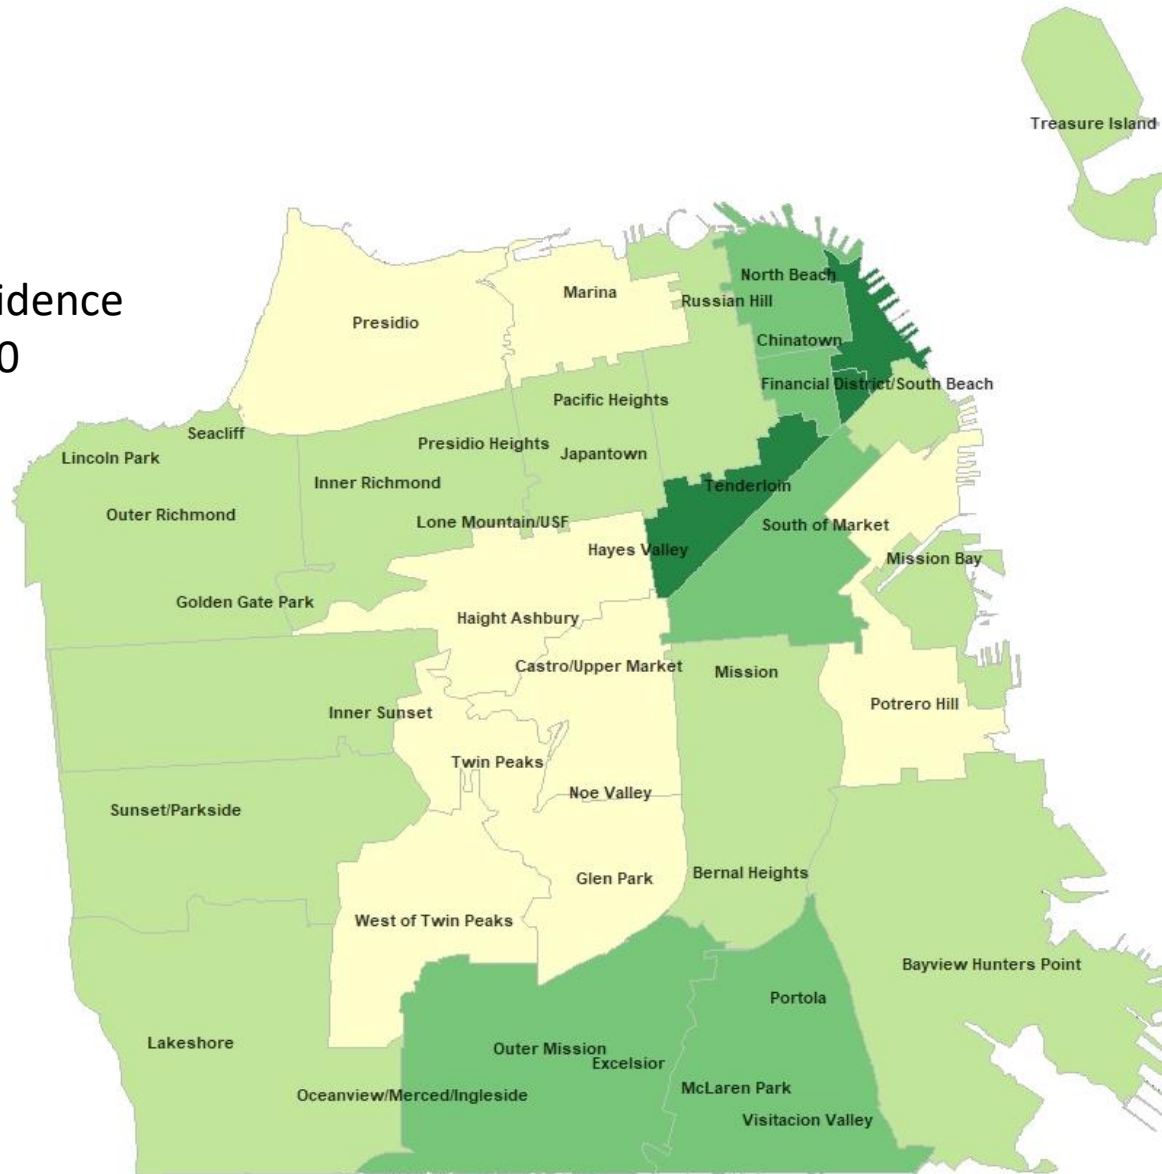 Treasure Island
idence
0
North Beach
Marina
Russian Hill
Presidio
Chinatown
Financial District/South Beach
Pacific Heights
Seacliff
Presidio Heights
Japantown
Lincoln Park
Inner Richmond
Tenderloin
Outer Richmond
Lone Mountain/USF
South of Market
Hayes Valley
Mission Bay
Golden Gate Park
Haight Ashbury
Castro/Upper Market
Mission
Potrero Hill
Inner Sunset
Twin Peaks
Noe Valley
Sunset/Parkside
Bernal Heights
Glen Park
West of Twin Peaks
Bayview Hunters Point
Portola
Lakeshore
Outer Mission
Excelsior
McLaren Park
Oceanview/Merced/Ingleside
Visitacion Valley